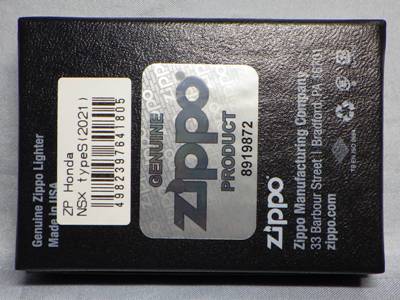 Genuine Zippo Lighter
Made in USA
ZP Honda
NSX typeS(2021)
4982397641805
GENUINE
zippo
PRODUCT
8919872
zippo
Zippo Manufacturing Company
33 Barbour Street | Bradford, PA 16701
zippo.com